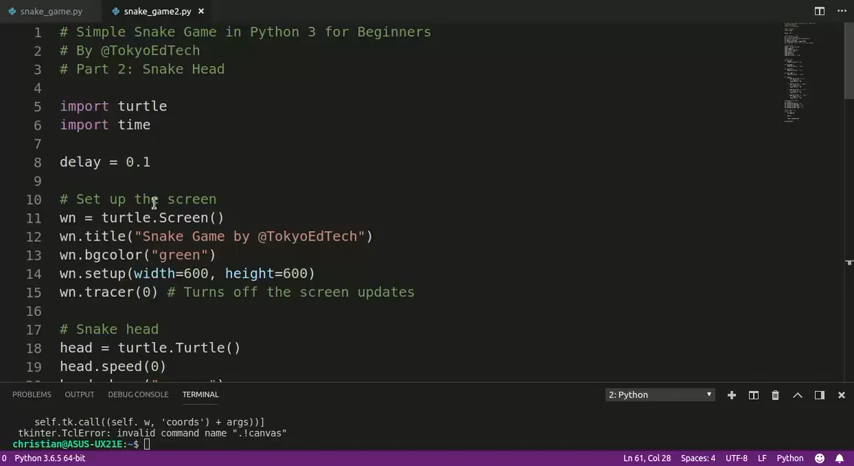 snake_game.py snake_game2.py ×
1 # Simple Snake Game in Python 3 for Beginners
2 # By @TokyoEdTech
3 # Part 2: Snake Head
4
5 import turtle
6 import time
7
8 delay = 0.1
9
10 # Set up the screen
11 wn = turtle.Screen()
12 wn.title("Snake Game by @TokyoEdTech")
13 wn.bgcolor("green")
14 wn.setup(width=600, height=600)
15 wn.tracer(0) # Turns off the screen updates
16
17 # Snake head
18 head = turtle.Turtle()
19 head.speed(0)
PROBLEMS OUTPUT DEBUG CONSOLE TERMINAL 2: Python
self.tk.call((self._w, 'coords') + args))]
_tkinter.TclError: invalid command name ".!canvas"
christian@ASUS-UX21E:~$
0 Python 3.6.5 64-bit Ln 61, Col 28 Spaces: 4 UTF-8 LF Python